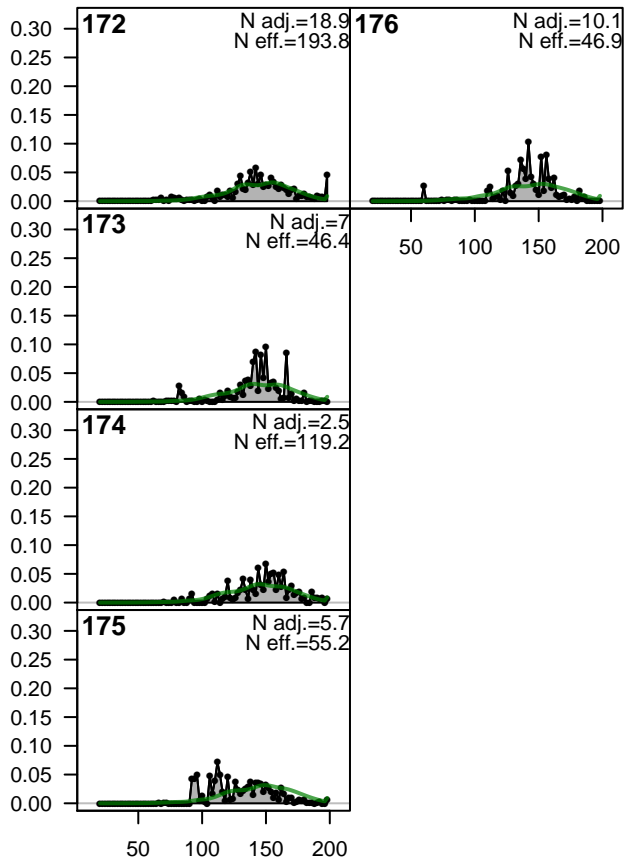 172
N adj.=18.9
N eff.=193.8
0.30
0.25
0.20
0.15
0.10
0.05
0.00
176
N adj.=10.1
N eff.=46.9
50 100 150 200
173
N adj.=7
N eff.=46.4
0.30
0.25
0.20
0.15
0.10
0.05
0.00
174
N adj.=2.5
N eff.=119.2
0.30
0.25
0.20
0.15
0.10
0.05
0.00
175
N adj.=5.7
N eff.=55.2
0.30
0.25
0.20
0.15
0.10
0.05
0.00
50 100 150 200